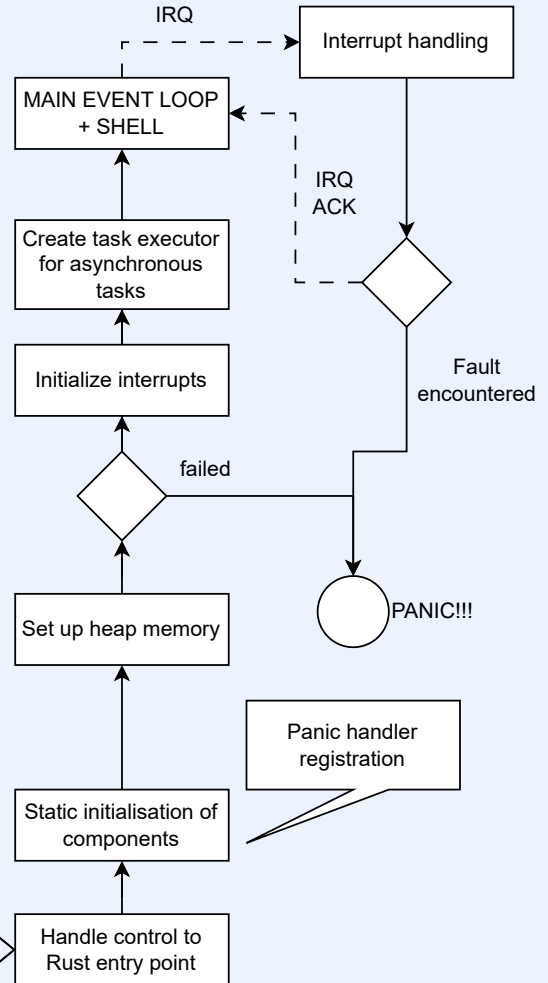 IRQ
Interrupt handling
MAIN EVENT LOOP
+ SHELL
IRQ
ACK
Create task executor
for asynchronous
tasks
Initialize interrupts
Fault
encountered
failed
PANIC!!!
Set up heap memory
Panic handler
registration
Static initialisation of
components
Handle control to
Rust entry point